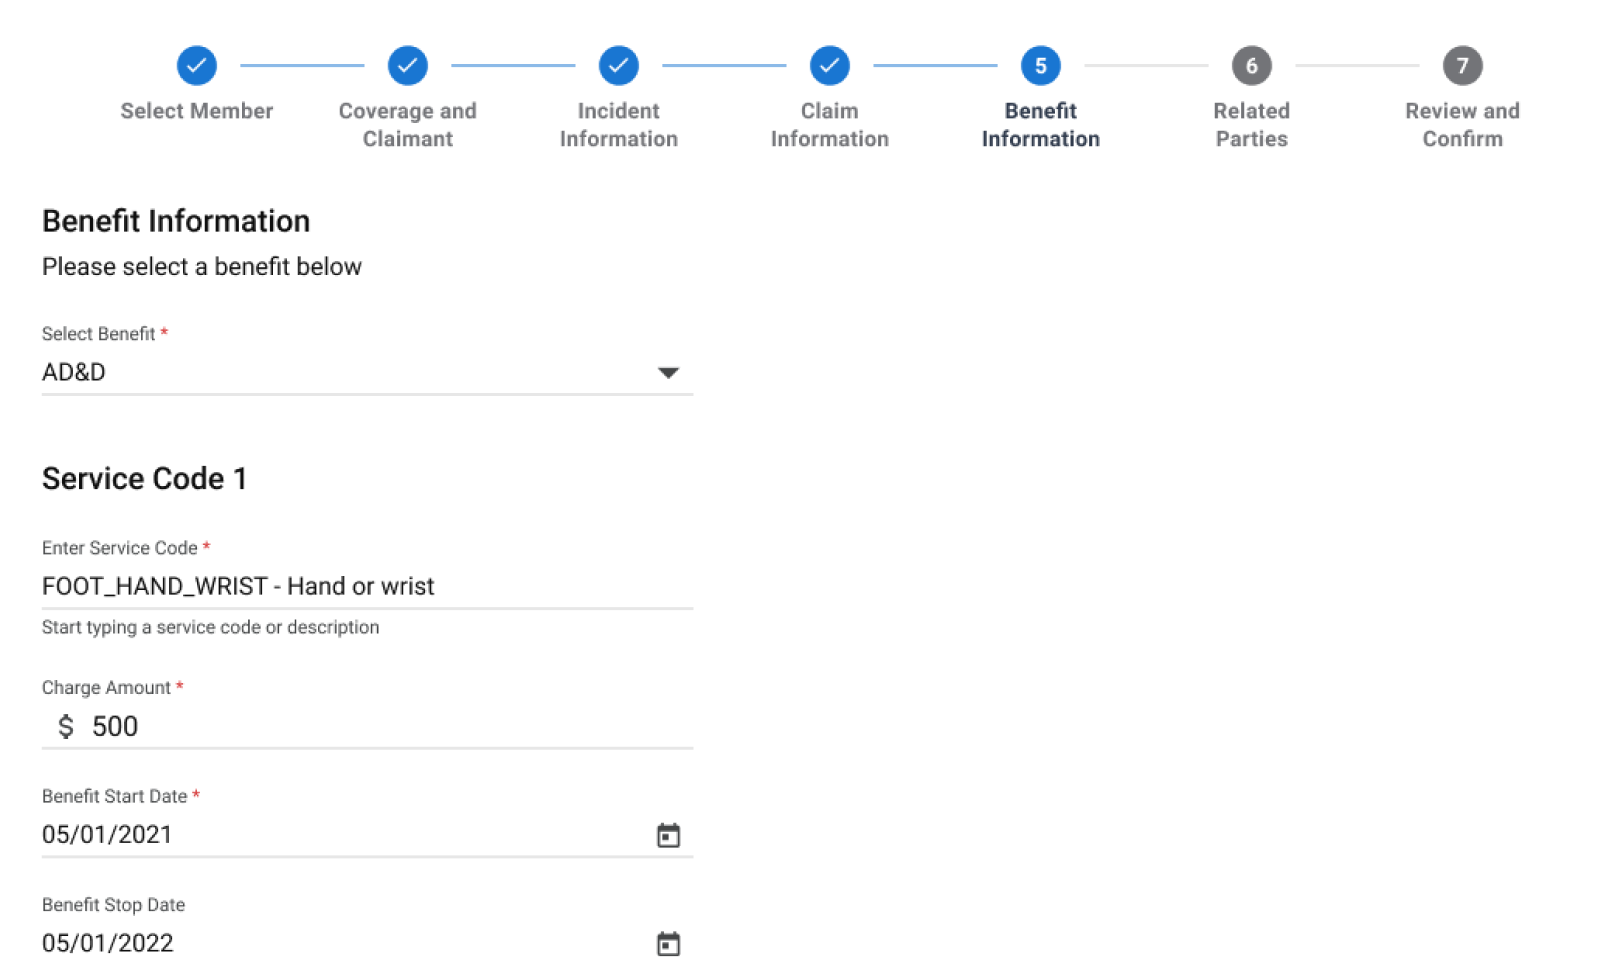 5
6
7
Select Member
Coverage and
Claimant
Incident
Information
Claim
Information
Benefit
Information
Related
Parties
Review and
Confirm
Benefit Information
Please select a benefit below
Select Benefit *
AD&D
Service Code 1
Enter Service Code *
FOOT_HAND_WRIST - Hand or wrist
Start typing a service code or description
Charge Amount *
$ 500
Benefit Start Date *
05/01/2021
Benefit Stop Date
05/01/2022